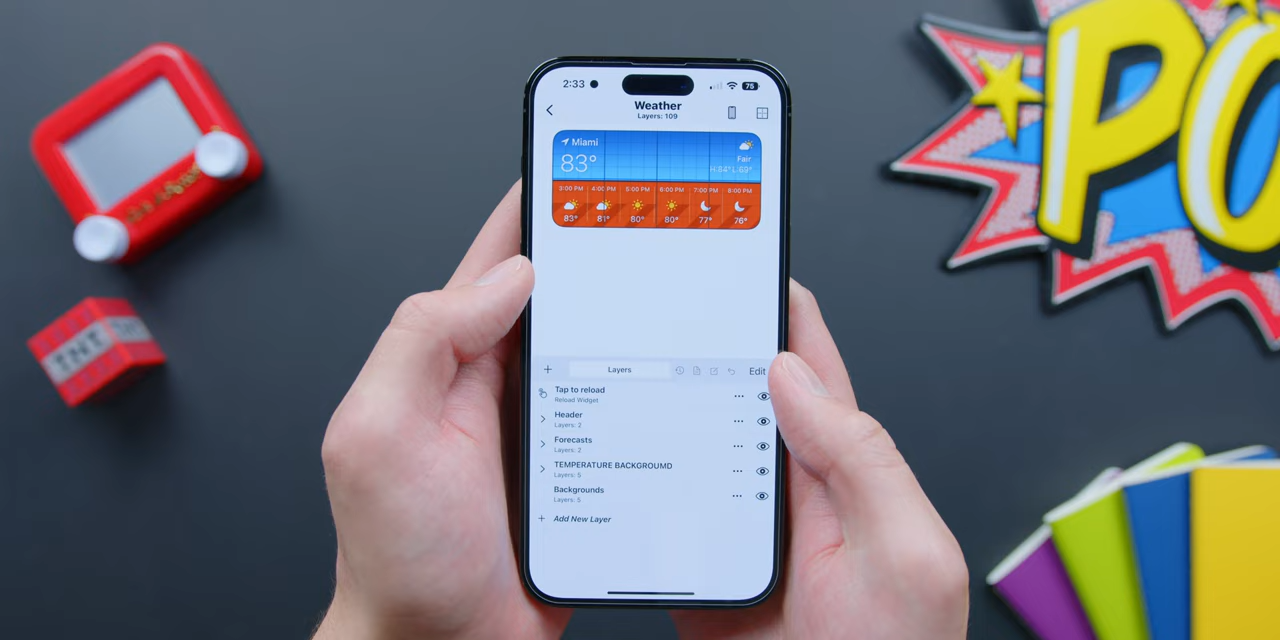 2:33
75
Weather
Layers: 109
Miami
83°
Fair
H:84° L:69°
3:00 PM 4:00 PM 5:00 PM 6:00 PM 7:00 PM 8:00 PM
83° 81° 80° 80° 77° 76°
Layers
Edit
Tap to reload
Reload Widget
Header
Layers: 2
Forecasts
Layers: 2
TEMPERATURE BACKGROUMD
Layers: 5
Backgrounds
Layers: 5
Add New Layer
TNT
PO